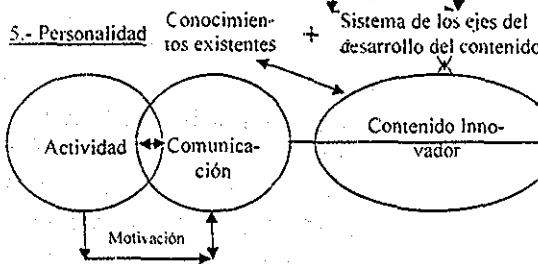 5.- Personalidad
Conocimien-
tos existentes
+
Sistema de los ejes del
desarrollo del contenido
Actividad
Comunica-
ción
Contenido Inno-
vador
Motivación